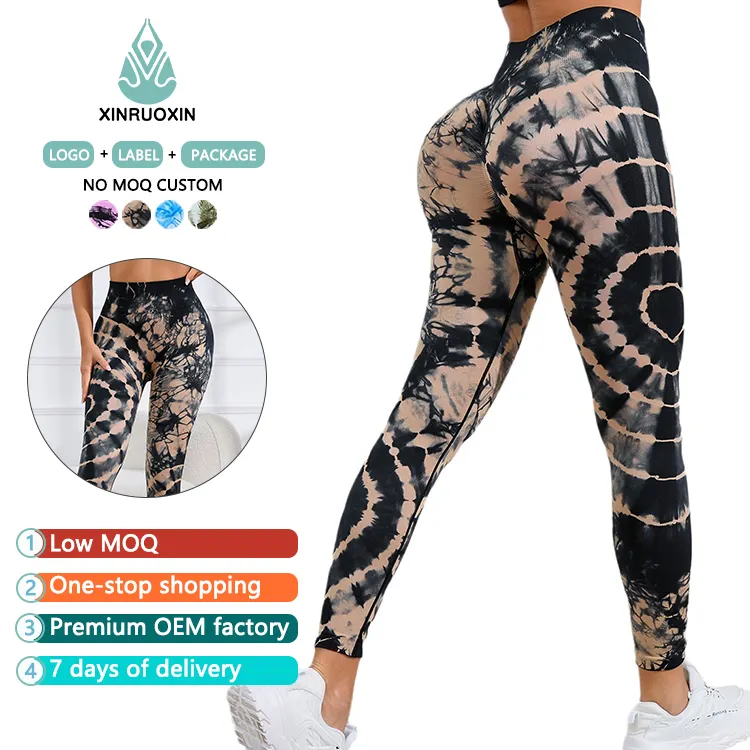 XINRUOXIN
LOGO + LABEL + PACKAGE
NO MOQ CUSTOM
1 Low MOQ
2 One-stop shopping
3 Premium OEM factory
4 7 days of delivery